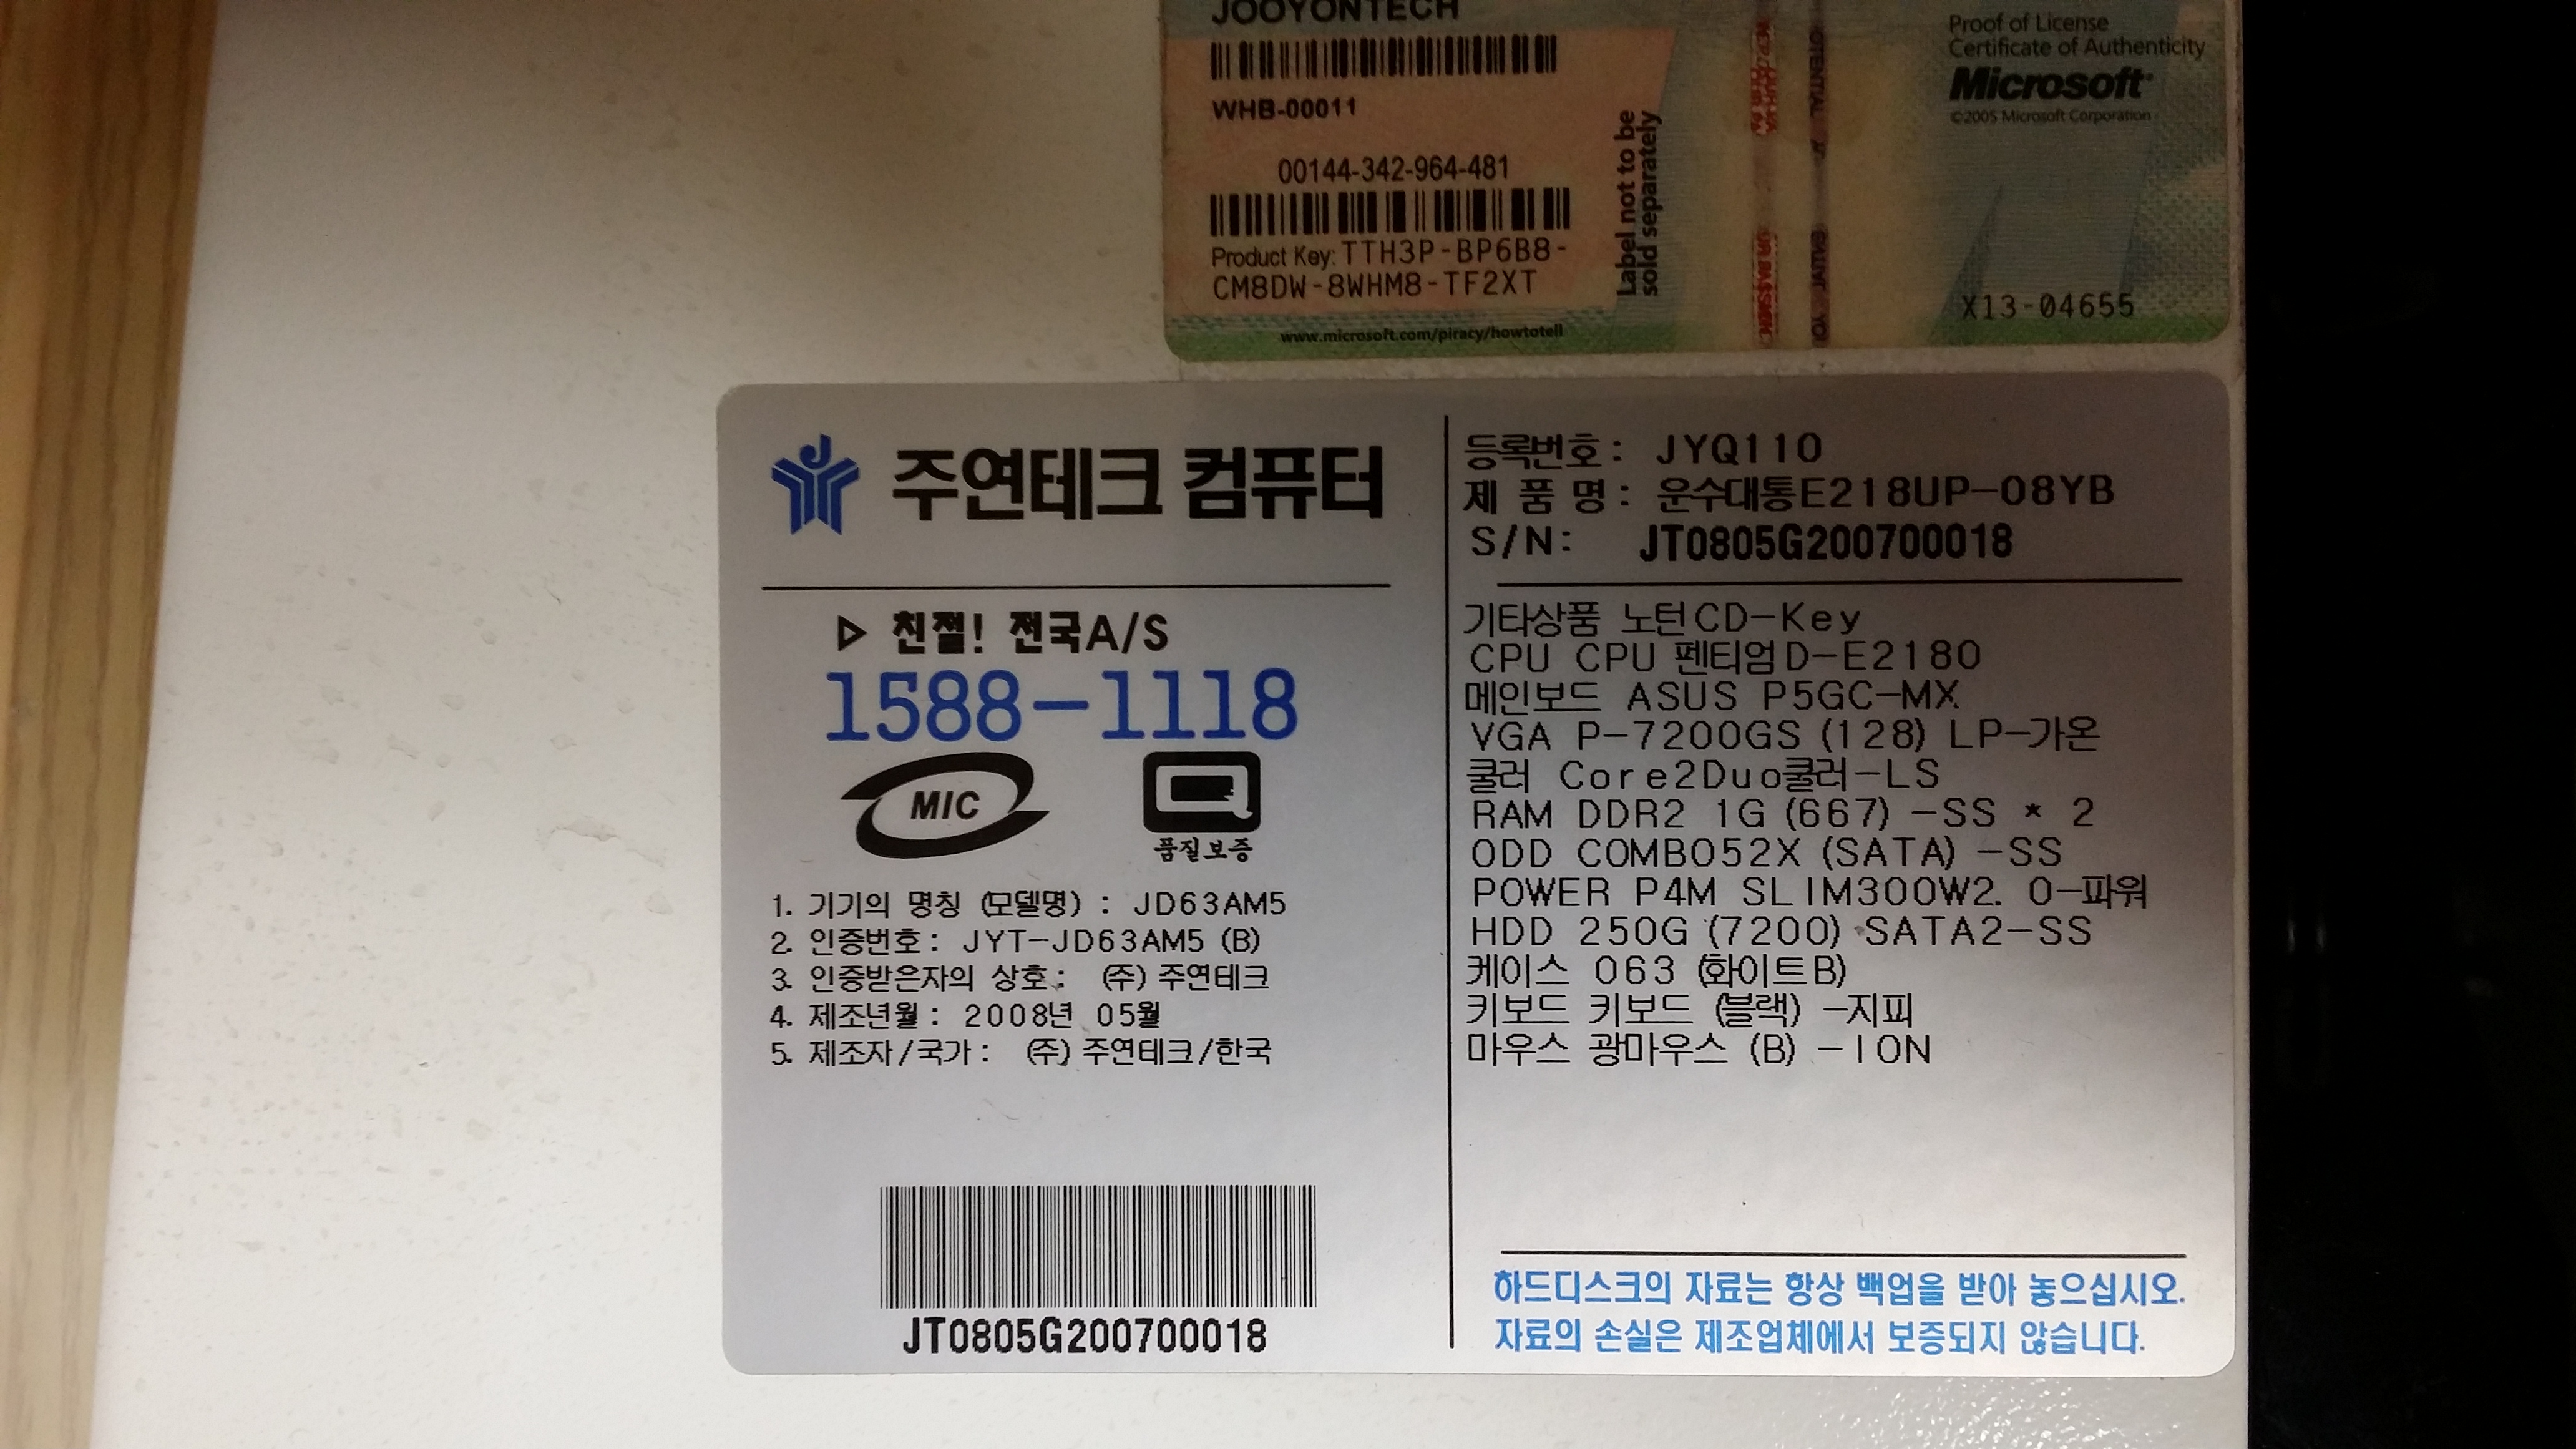 JOOYONTECH
WHB-00011
00144-342-964-481
Product Key: TTH3P-BP6B8-
CM8DW-8WHM8-TF2XT
www.microsoft.com/piracy/howtotell
Label not to be
sold separately
Proof of License
Certificate of Authenticity
Microsoft
©2005 Microsoft Corporation
X13-04655
주연테크 컴퓨터
▷ 친절! 전국A/S
1588-1118
MIC
품질보증
1. 기기의 명칭 (모델명) : JD63AM5
2. 인증번호 : JYT-JD63AM5 (B)
3. 인증받은자의 상호 : (주) 주연테크
4. 제조년월 : 2008년 05월
5. 제조자/국가 : (주) 주연테크/한국
JT0805G200700018
등록번호 : JYQ110
제 품 명 : 운수대통E218UP-08YB
S/N: JT0805G200700018
기타상품 노턴CD-Key
CPU CPU 펜티엄D-E2180
메인보드 ASUS P5GC-MX
VGA P-7200GS (128) LP-가온
쿨러 Core2Duo쿨러-LS
RAM DDR2 1G (667) -SS * 2
ODD COMBO52X (SATA) -SS
POWER P4M SLIM300W2. 0-파워
HDD 250G (7200) SATA2-SS
케이스 063 (화이트B)
키보드 키보드 (블랙) -지피
마우스 광마우스 (B) -ION
하드디스크의 자료는 항상 백업을 받아 놓으십시오.
자료의 손실은 제조업체에서 보증되지 않습니다.